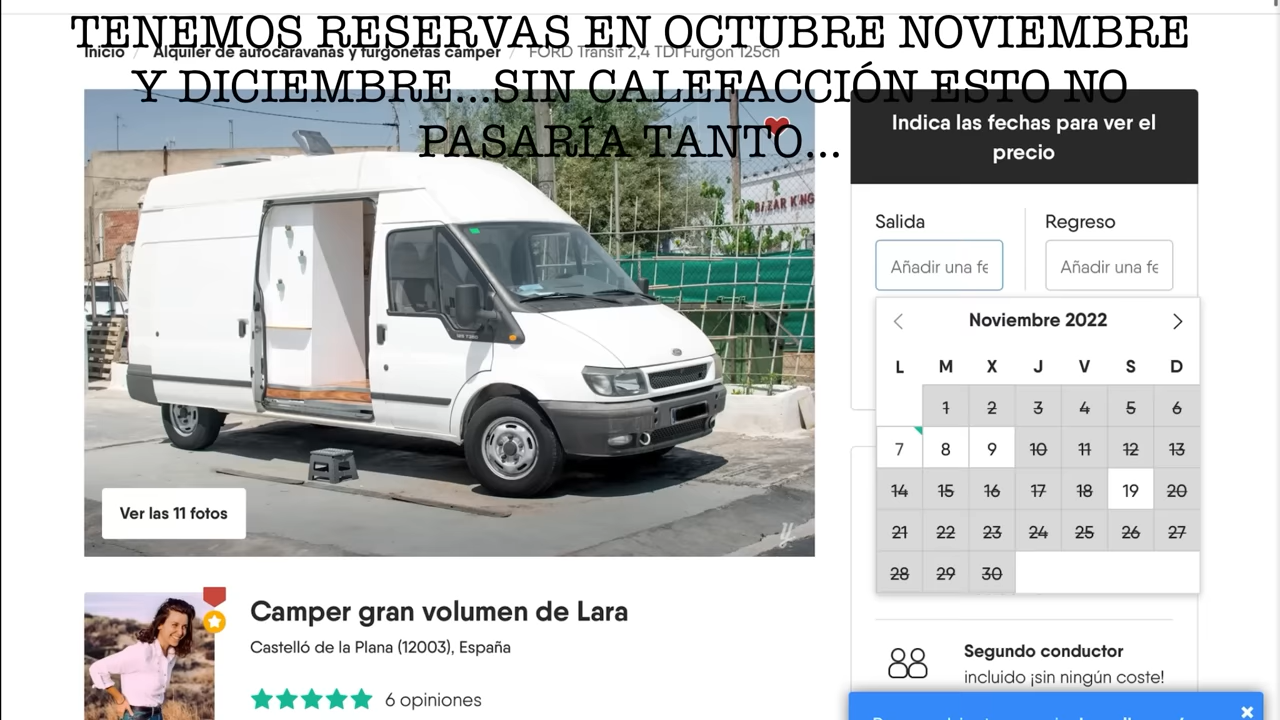 TENEMOS RESERVAS EN OCTUBRE NOVIEMBRE
Y DICIEMBRE...SIN CALEFACCIÓN ESTO NO
PASARÍA TANTO...
Inicio / Alquiler de autocaravanas y furgonetas camper / FORD Transit 2,4 TDI Furgon 125ch
BAZAR KING
Ver las 11 fotos
Camper gran volumen de Lara
Castelló de la Plana (12003), España
6 opiniones
Indica las fechas para ver el
precio
Salida Regreso
Añadir una fe Añadir una fe
Noviembre 2022
L M X J V S D
1 2 3 4 5 6
7 8 9 10 11 12 13
14 15 16 17 18 19 20
21 22 23 24 25 26 27
28 29 30
Segundo conductor
incluido ¡sin ningún coste!